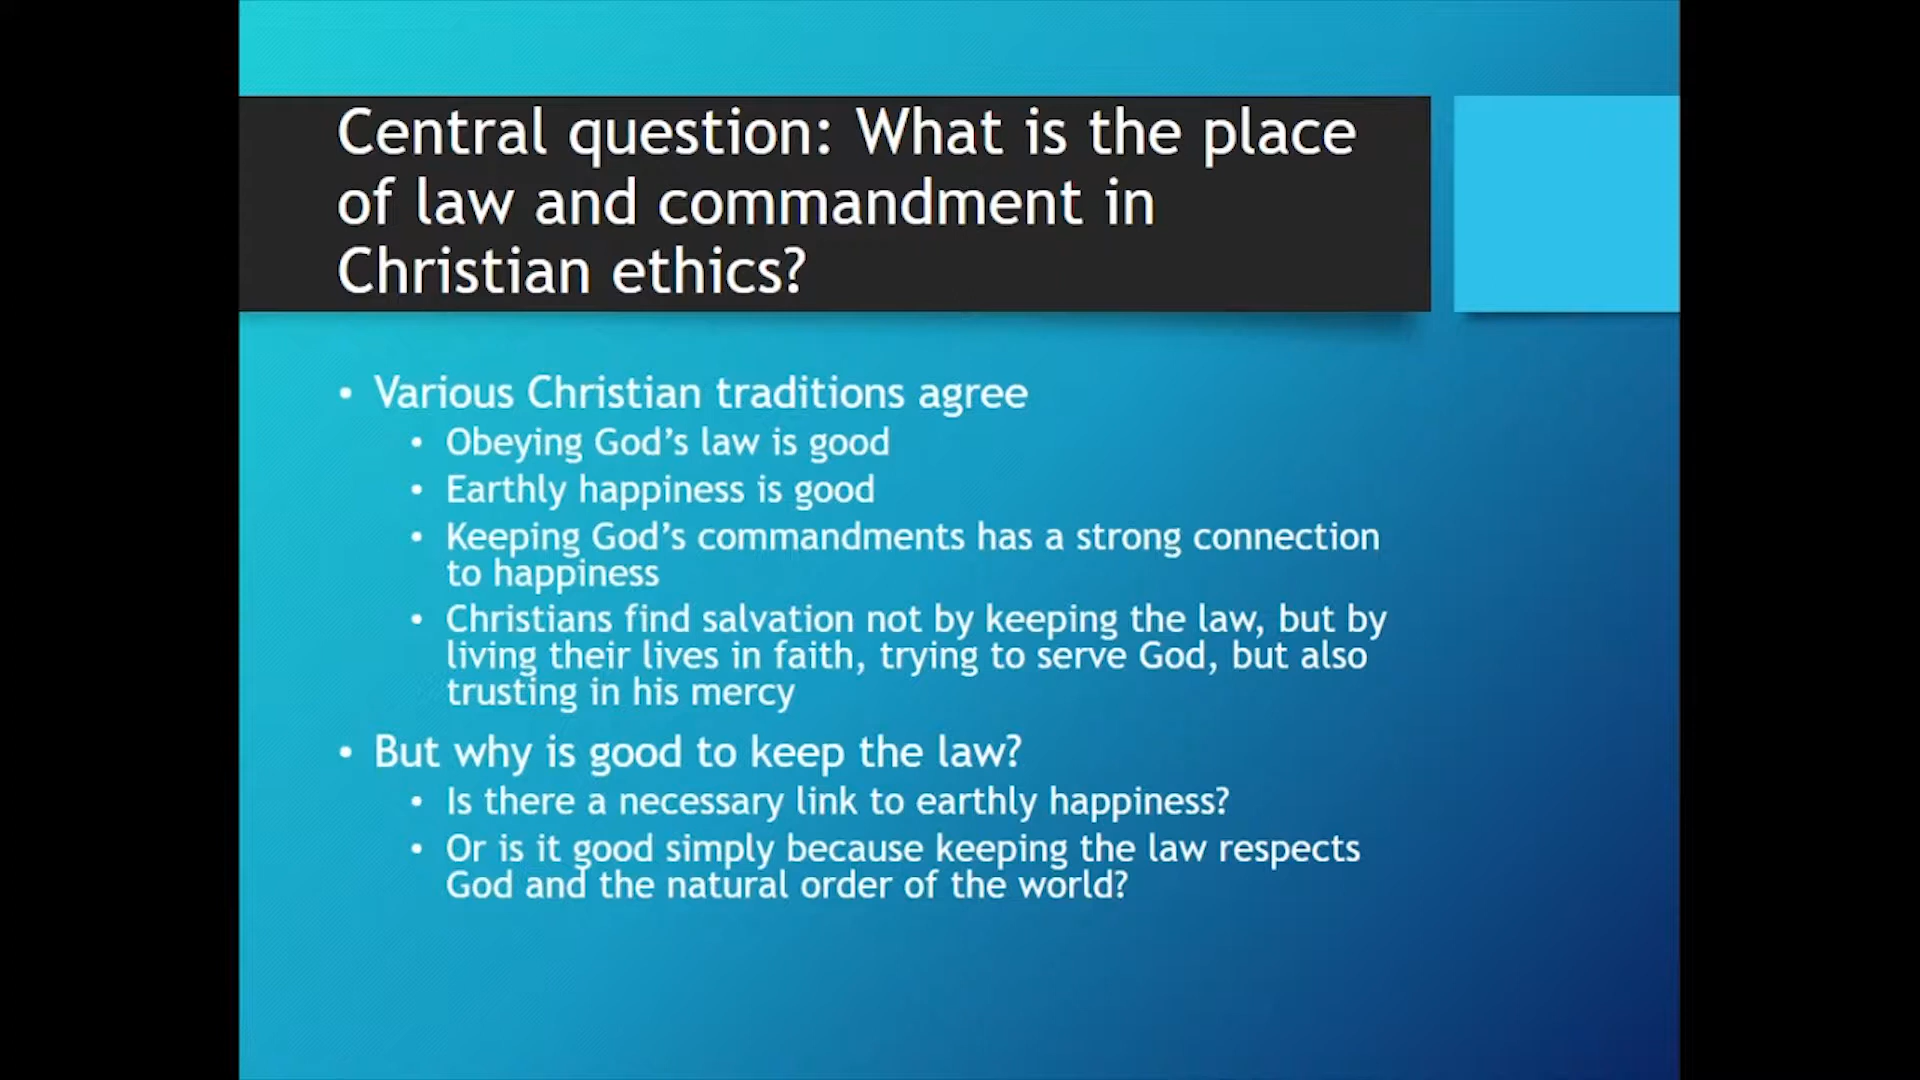 Central question: What is the place
of law and commandment in
Christian ethics?
• Various Christian traditions agree
• Obeying God’s law is good
• Earthly happiness is good
• Keeping God’s commandments has a strong connection
to happiness
• Christians find salvation not by keeping the law, but by
living their lives in faith, trying to serve God, but also
trusting in his mercy
• But why is good to keep the law?
• Is there a necessary link to earthly happiness?
• Or is it good simply because keeping the law respects
God and the natural order of the world?